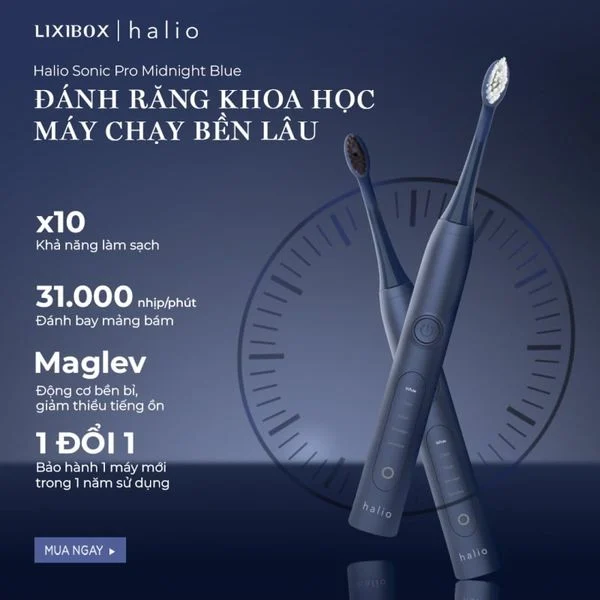 LIXIBOX | halio
Halio Sonic Pro Midnight Blue
ĐÁNH RĂNG KHOA HỌC
MÁY CHẠY BỀN LÂU
x10
Khả năng làm sạch
31.000 nhịp/phút
Đánh bay mảng bám
Maglev
Động cơ bền bỉ,
giảm thiểu tiếng ồn
1 ĐỔI 1
Bảo hành 1 máy mới
trong 1 năm sử dụng
MUA NGAY
halio
halio